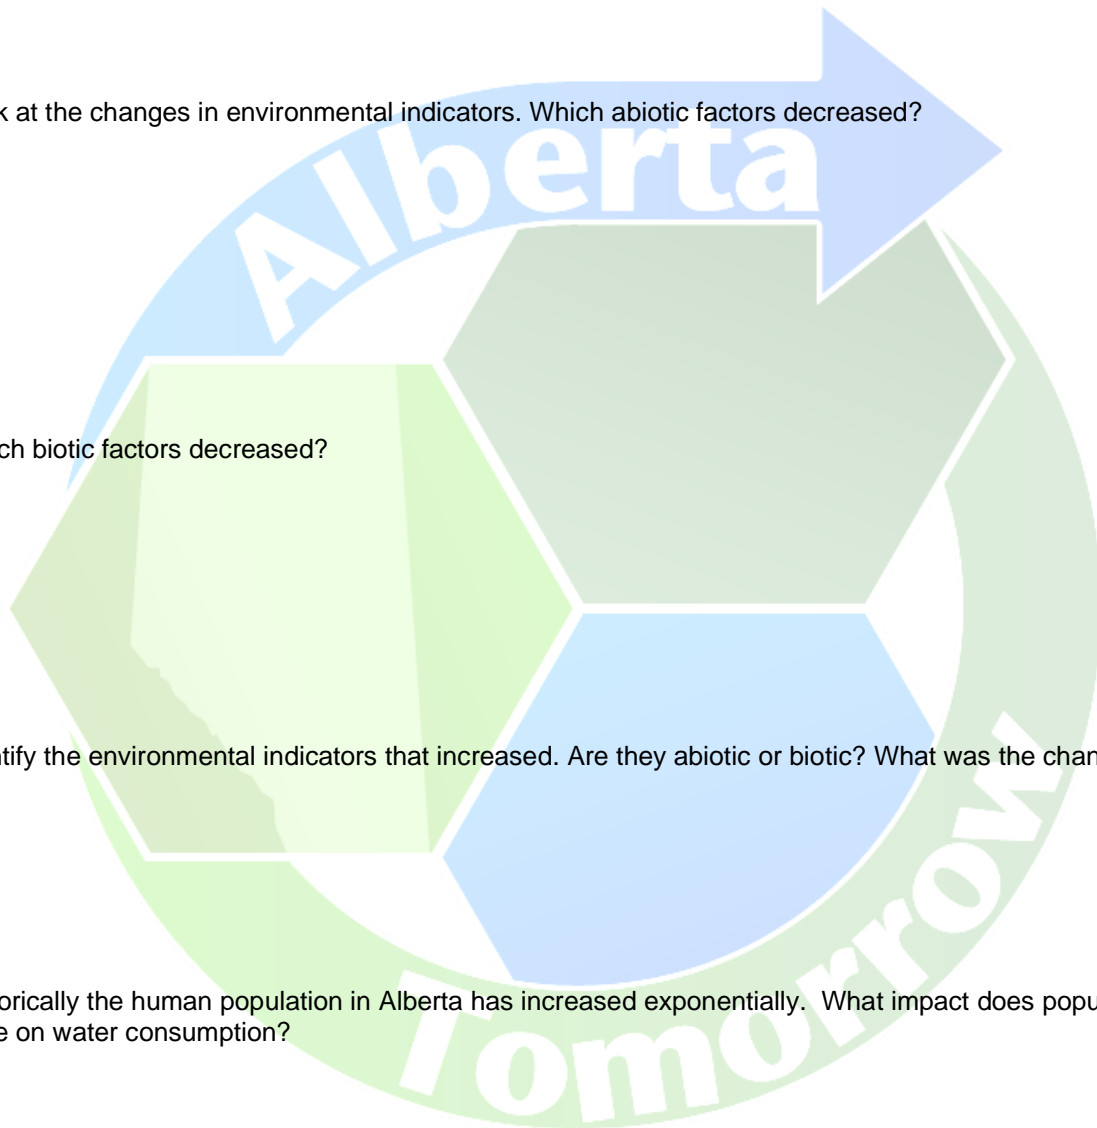 k at the changes in environmental indicators. Which abiotic factors decreased?
Alberta
ch biotic factors decreased?
ntify the environmental indicators that increased. Are they abiotic or biotic? What was the chan
orically the human population in Alberta has increased exponentially. What impact does popu
e on water consumption?
Tomorrow